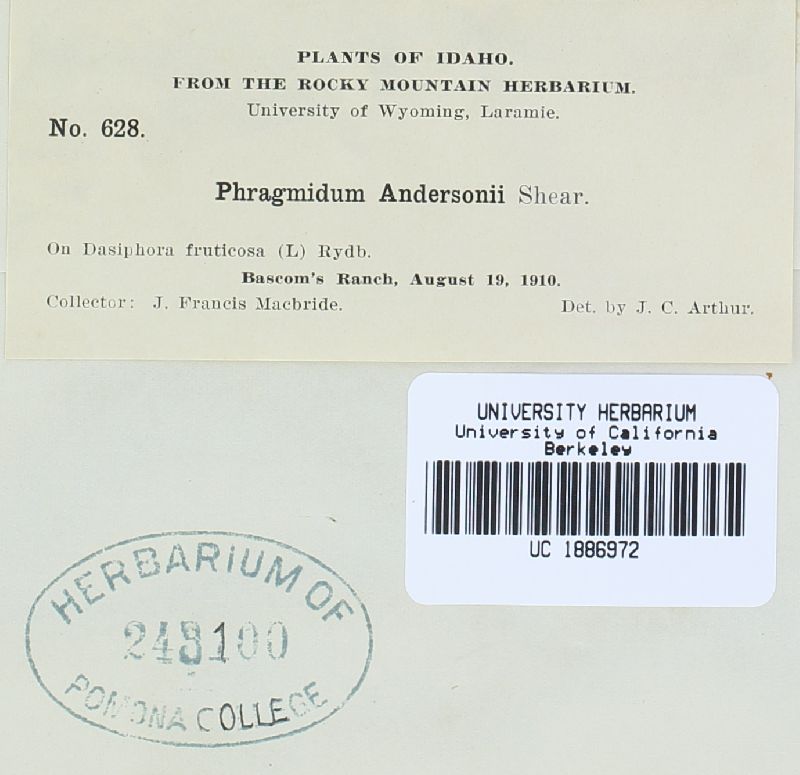 PLANTS OF IDAHO.
FROM THE ROCKY MOUNTAIN HERBARIUM.
University of Wyoming, Laramie.
No. 628.
Phragmidum Andersonii Shear.
On Dasiphora fruticosa (L) Rydb.
Bascom's Ranch, August 19, 1910.
Collector: J. Francis Macbride. Det. by J. C. Arthur.
UNIVERSITY HERBARIUM
University of California
Berkeley
UC 1886972
HERBARIUM OF
243100
POMONA COLLEGE